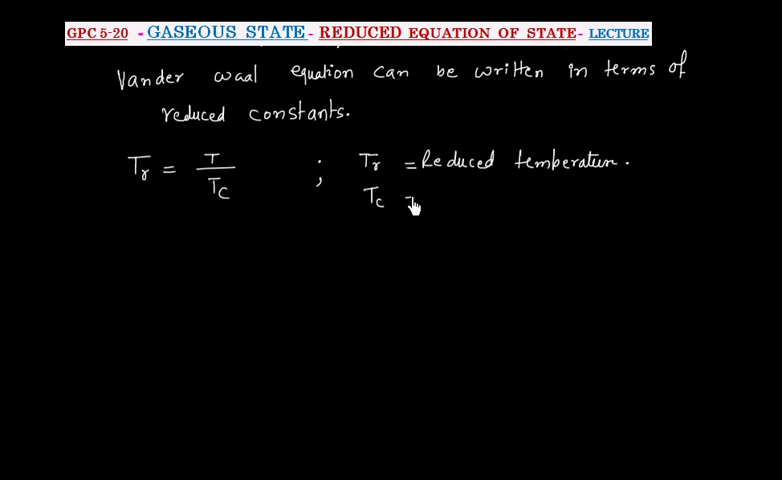 GPC 5-20 - GASEOUS STATE - REDUCED EQUATION OF STATE - LECTURE
Vander waal equation can be written in terms of
reduced constants.
Tr = T / TC ; Tr = Reduced temperature.
Tc =